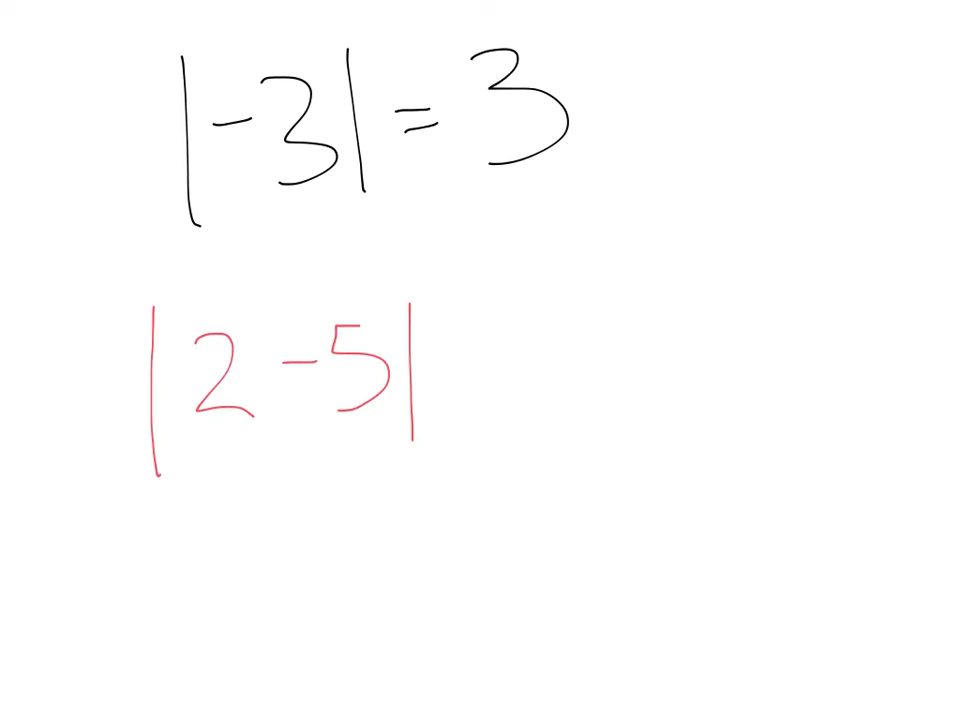 |-3| = 3
|2 -5|